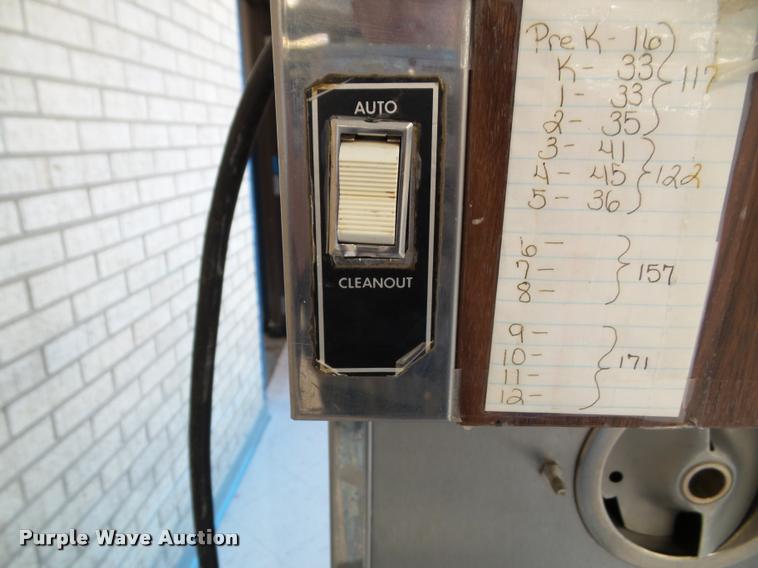 AUTO
CLEANOUT
Pre K - 16
K - 33
1 - 33
2 - 35
117
3 - 41
4 - 45
5 - 36
122
6 -
7 -
8 -
157
9 -
10 -
11 -
12 -
171
Purple Wave Auction